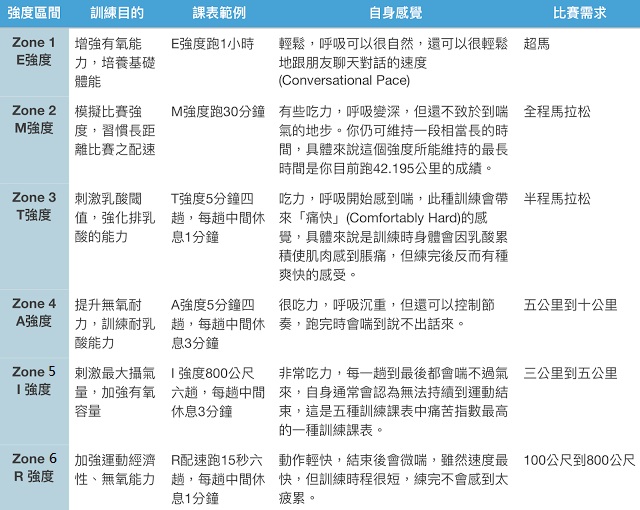 強度區間 訓練目的 課表範例 自身感覺 比賽需求
Zone 1
E強度
增強有氧能
力，培養基礎
體能
E強度跑1小時
輕鬆，呼吸可以很自然，還可以很輕鬆
地跟朋友聊天對話的速度
(Conversational Pace)
超馬
Zone 2
M強度
模擬比賽強
度，習慣長距
離比賽之配速
M強度跑30分鐘
有些吃力，呼吸變深，但還不致於到喘
氣的地步。你仍可維持一段相當長的時
間，具體來說這個強度所能維持的最長
時間是你目前跑42.195公里的成績。
全程馬拉松
Zone 3
T強度
刺激乳酸閾
值，強化排乳
酸的能力
T強度5分鐘四
趟，每趟中間休
息1分鐘
吃力，呼吸開始感到喘，此種訓練會帶
來「痛快」(Comfortably Hard)的感
覺，具體來說是訓練時身體會因乳酸累
積使肌肉感到脹痛，但練完後反而有種
爽快的感受。
半程馬拉松
Zone 4
A強度
提升無氧耐
力，訓練耐乳
酸能力
A強度5分鐘四
趟，每趟中間休
息3分鐘
很吃力，呼吸沉重，但還可以控制節
奏，跑完時會喘到說不出話來。
五公里到十公里
Zone 5
I 強度
刺激最大攝氧
量，加強有氧
容量
I 強度800公尺
六趟，每趟中間
休息3分鐘
非常吃力，每一趟到最後都會喘不過氣
來，自身通常會認為無法持續到運動結
束，這是五種訓練課表中痛苦指數最高
的一種訓練課表。
三公里到五公里
Zone 6
R 強度
加強運動經濟
性、無氧能力
R配速跑15秒六
趟，每趟中間休
息1分鐘
動作輕快，結束後會微喘，雖然速度最
快，但訓練時程很短，練完不會感到太
疲累。
100公尺到800公尺